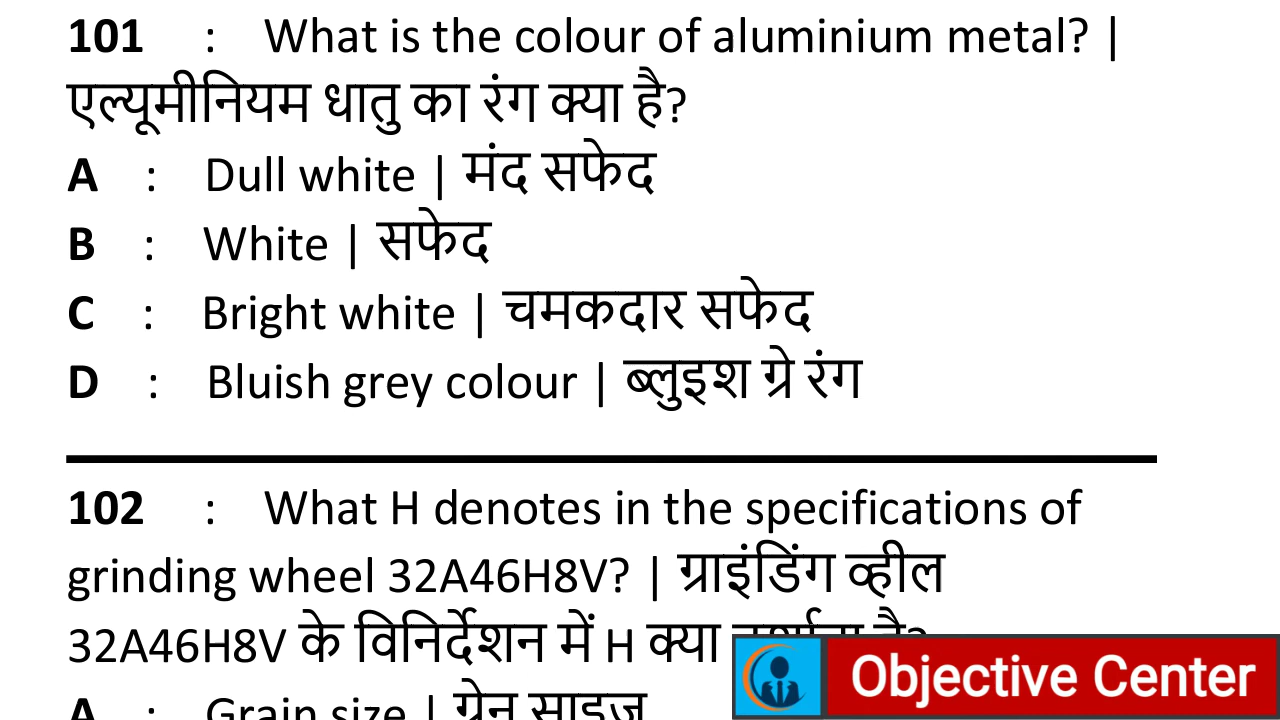 101 : What is the colour of aluminium metal? |
एल्यूमीनियम धातु का रंग क्या है?
A : Dull white | मंद सफेद
B : White | सफेद
C : Bright white | चमकदार सफेद
D : Bluish grey colour | ब्लुइश ग्रे रंग
102 : What H denotes in the specifications of
grinding wheel 32A46H8V? | ग्राइंडिंग व्हील
32A46H8V के विनिर्देशन में H क्या
A : Grain size | ग्रेन साइज
Objective Center